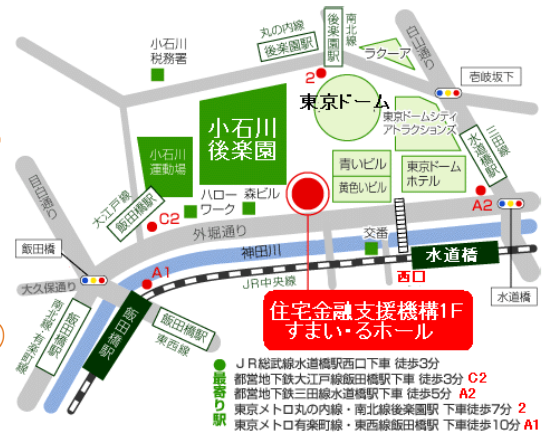 丸の内線
後楽園駅
南北線
後楽園駅
白山通り
小石川
税務署
ラクーア
2
壱岐坂下
東京ドーム
小石川
後楽園
東京ドームシティ
アトラクションズ
三田線
水道橋駅
小石川
運動場
青いビル
黄色いビル
東京ドーム
ホテル
目白通り
大江戸線
飯田橋駅
ハロー
ワーク
森ビル
C2
A2
外堀通り
交番
飯田橋
神田川
水道橋
大久保通り
A1
JR中央線
西口
水道橋
南北線・有楽町線
飯田橋駅
飯田橋駅
飯田橋駅
東西線
住宅金融支援機構1F
すまい・るホール
最寄り駅
JR総武線水道橋駅西口下車 徒歩3分
都営地下鉄大江戸線飯田橋駅下車 徒歩3分 C2
都営地下鉄三田線水道橋駅下車 徒歩5分 A2
東京メトロ丸の内線・南北線後楽園駅 下車徒歩7分 2
東京メトロ有楽町線・東西線飯田橋駅 下車徒歩10分 A1